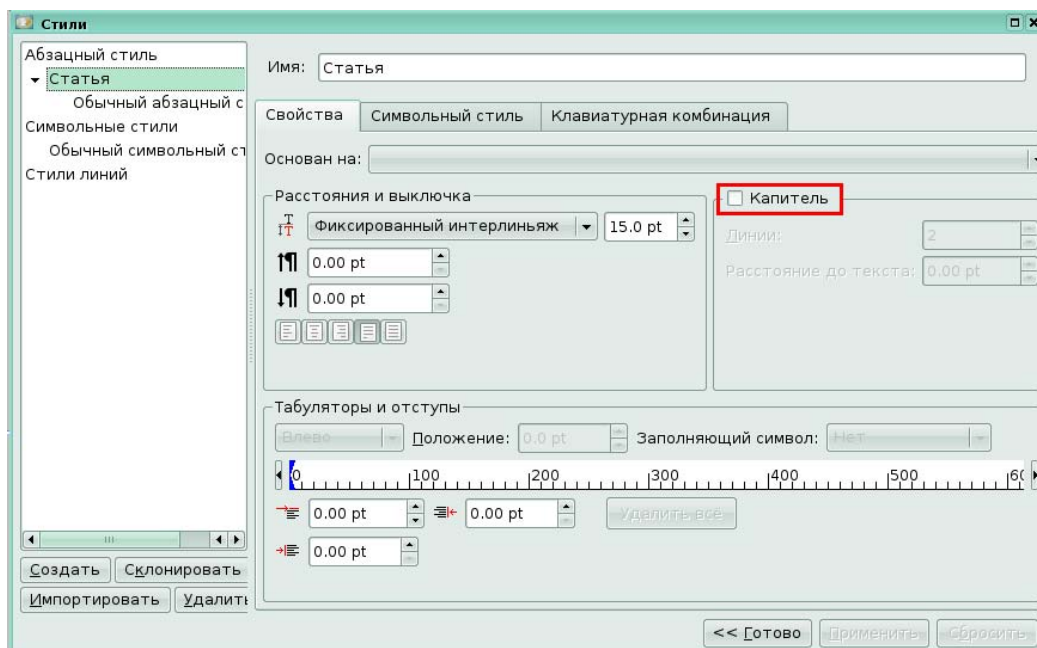 Стили
Абзацный стиль
Статья
Обычный абзацный с
Символьные стили
Обычный символьный ст
Стили линий
Создать Склонировать
Импортировать Удалить
Имя: Статья
Свойства Символьный стиль Клавиатурная комбинация
Основан на:
Расстояния и выключка
Фиксированный интерлиньяж 15.0 pt
0.00 pt
0.00 pt
Капитель
Линии: 2
Расстояние до текста: 0.00 pt
Табуляторы и отступы
Влево Положение: 0.0 pt Заполняющий символ: Нет
0 100 200 300 400 500 60
0.00 pt 0.00 pt Удалить всё
0.00 pt
<< Готово Применить Сбросить